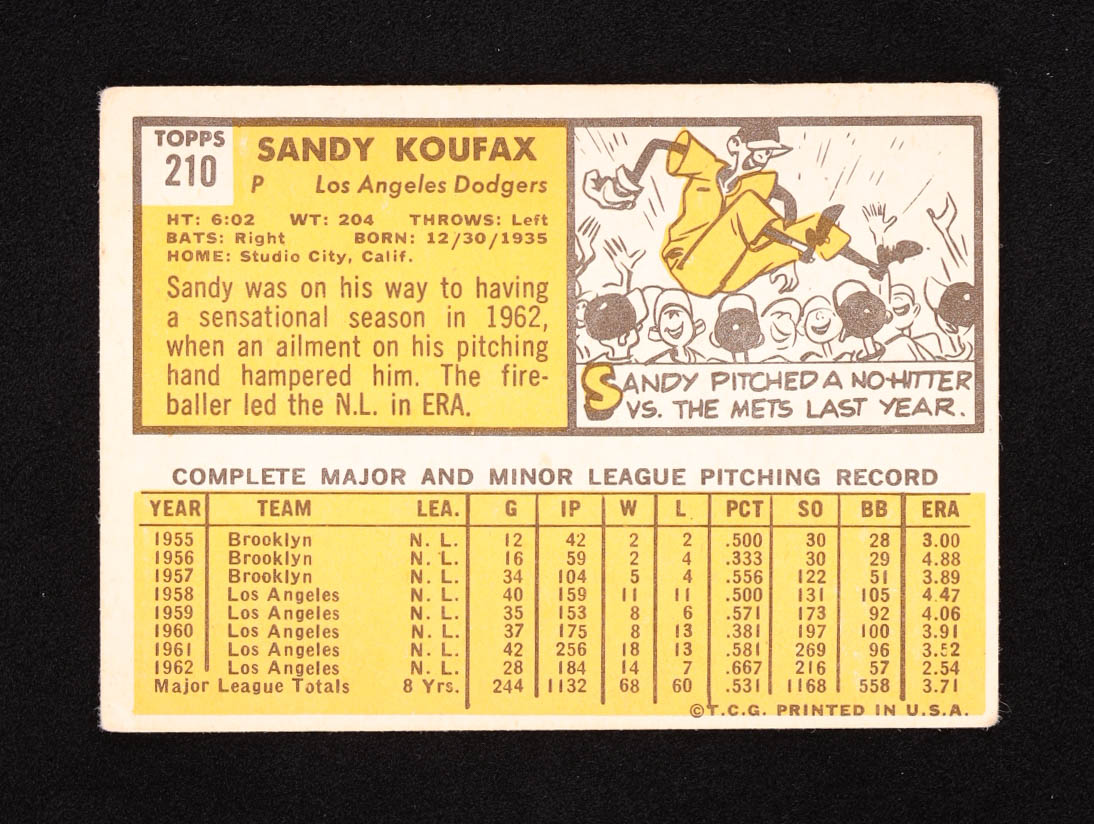 TOPPS
210
SANDY KOUFAX
P Los Angeles Dodgers
HT: 6:02 WT: 204 THROWS: Left
BATS: Right BORN: 12/30/1935
HOME: Studio City, Calif.
Sandy was on his way to having
a sensational season in 1962,
when an ailment on his pitching
hand hampered him. The fire-
baller led the N.L. in ERA.
SANDY PITCHED A NO-HITTER
VS. THE METS LAST YEAR.
COMPLETE MAJOR AND MINOR LEAGUE PITCHING RECORD
YEAR TEAM LEA. G IP W L PCT SO BB ERA
1955 Brooklyn N. L. 12 42 2 2 .500 30 28 3.00
1956 Brooklyn N. L. 16 59 2 4 .333 30 29 4.88
1957 Brooklyn N. L. 34 104 5 4 .556 122 51 3.89
1958 Los Angeles N. L. 40 159 11 11 .500 131 105 4.47
1959 Los Angeles N. L. 35 153 8 6 .571 173 92 4.06
1960 Los Angeles N. L. 37 175 8 13 .381 197 100 3.91
1961 Los Angeles N. L. 42 256 18 13 .581 269 96 3.52
1962 Los Angeles N. L. 28 184 14 7 .667 216 57 2.54
Major League Totals 8 Yrs. 244 1132 68 60 .531 1168 558 3.71
©T.C.G. PRINTED IN U.S.A.